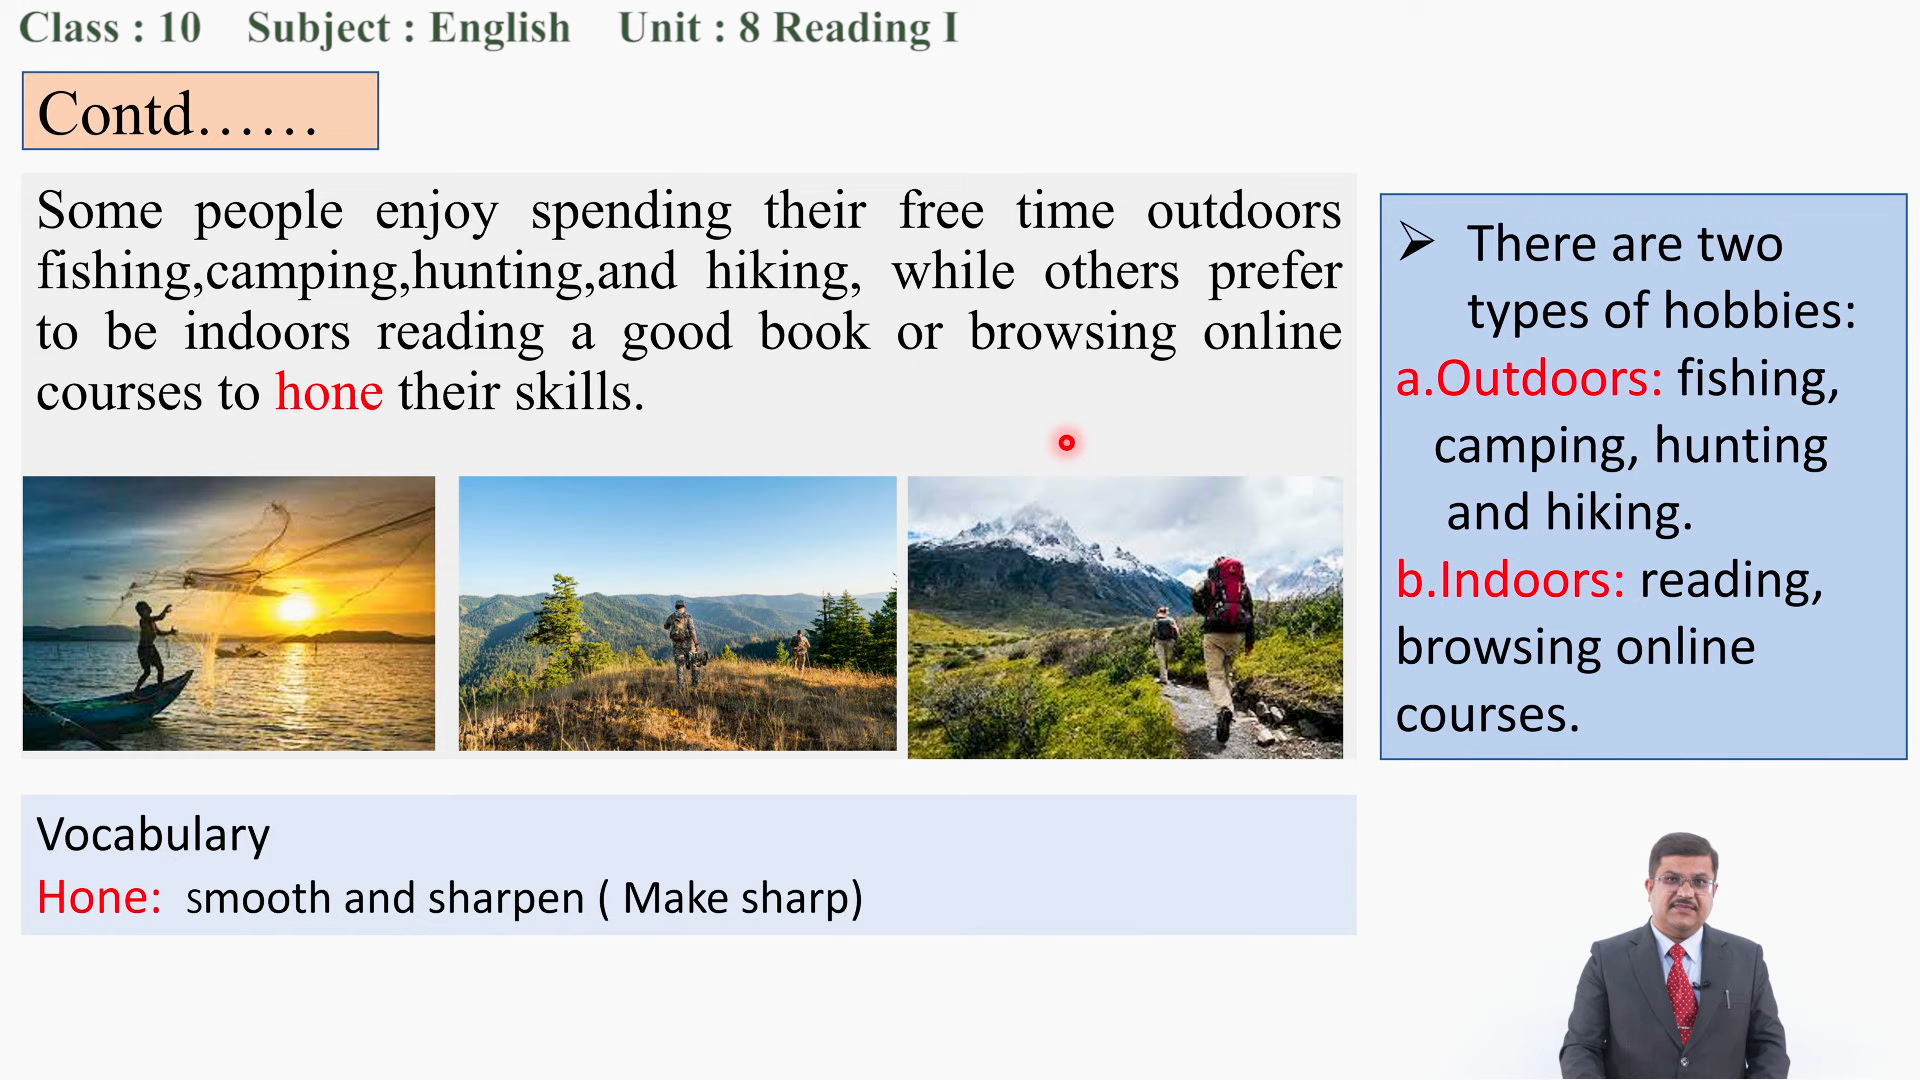 Class : 10 Subject : English Unit : 8 Reading I
Contd......
Some people enjoy spending their free time outdoors
fishing,camping,hunting,and hiking, while others prefer
to be indoors reading a good book or browsing online
courses to hone their skills.
➢ There are two
types of hobbies:
a.Outdoors: fishing,
camping, hunting
and hiking.
b.Indoors: reading,
browsing online
courses.
Vocabulary
Hone: smooth and sharpen ( Make sharp)